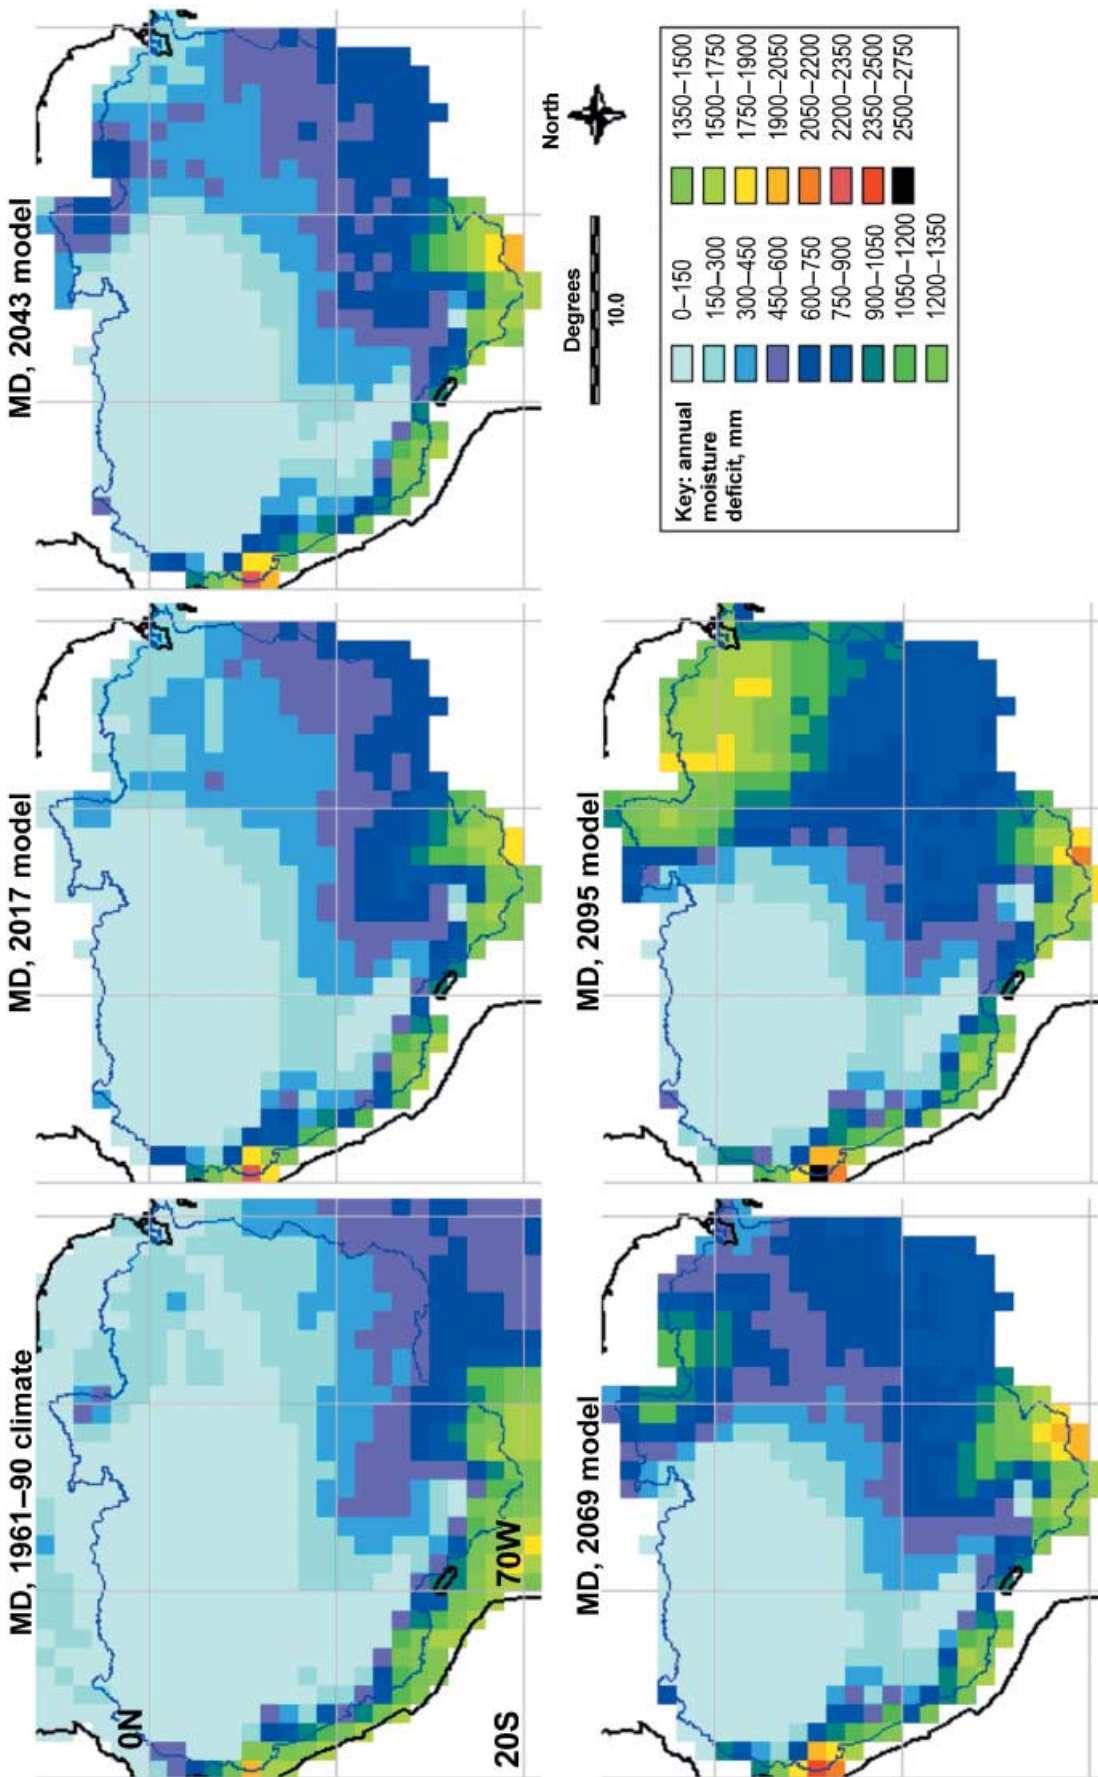 MD, 1961–90 climate
0N
20S
70W
MD, 2017 model
MD, 2043 model
MD, 2069 model
MD, 2095 model
Degrees
10.0
North
Key: annual
moisture
deficit, mm
0–150
150–300
300–450
450–600
600–750
750–900
900–1050
1050–1200
1200–1350
1350–1500
1500–1750
1750–1900
1900–2050
2050–2200
2200–2350
2350–2500
2500–2750